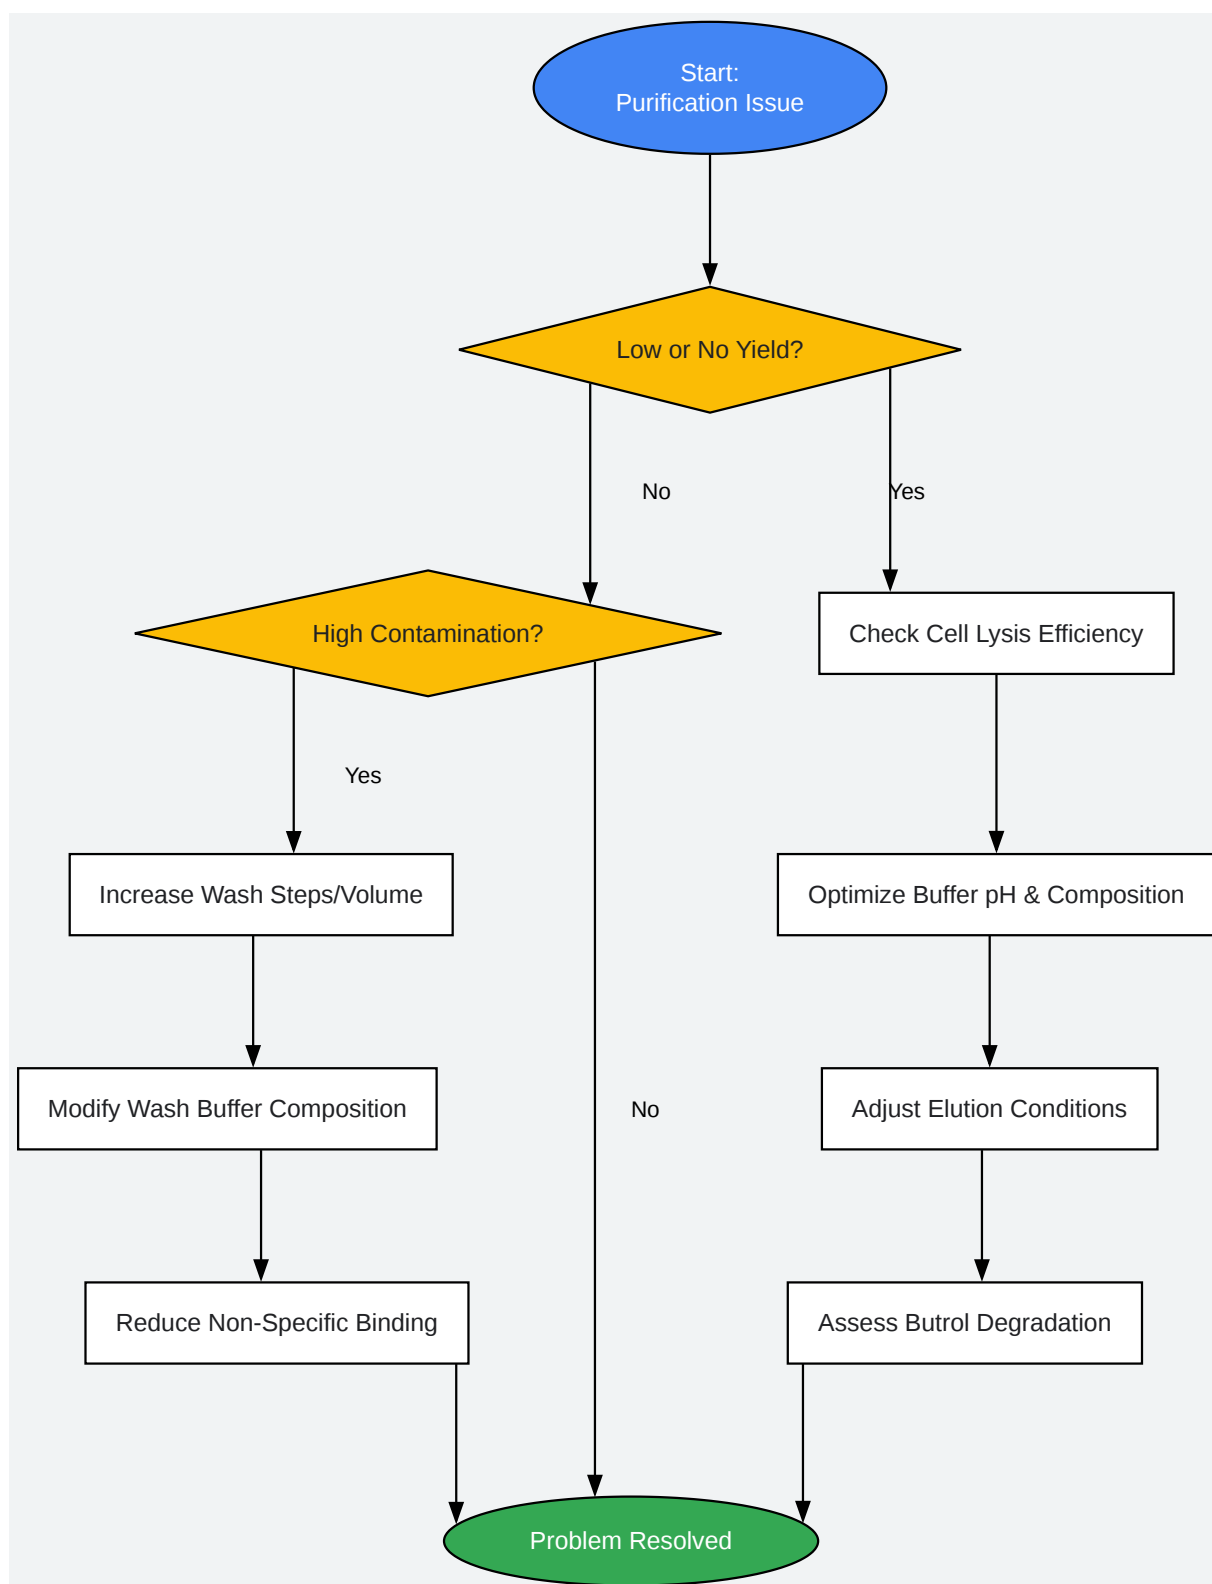 Start:
Purification Issue
Low or No Yield?
No
Yes
High Contamination?
Check Cell Lysis Efficiency
Yes
Increase Wash Steps/Volume
Optimize Buffer pH & Composition
Modify Wash Buffer Composition
No
Adjust Elution Conditions
Reduce Non-Specific Binding
Assess Butrol Degradation
Problem Resolved